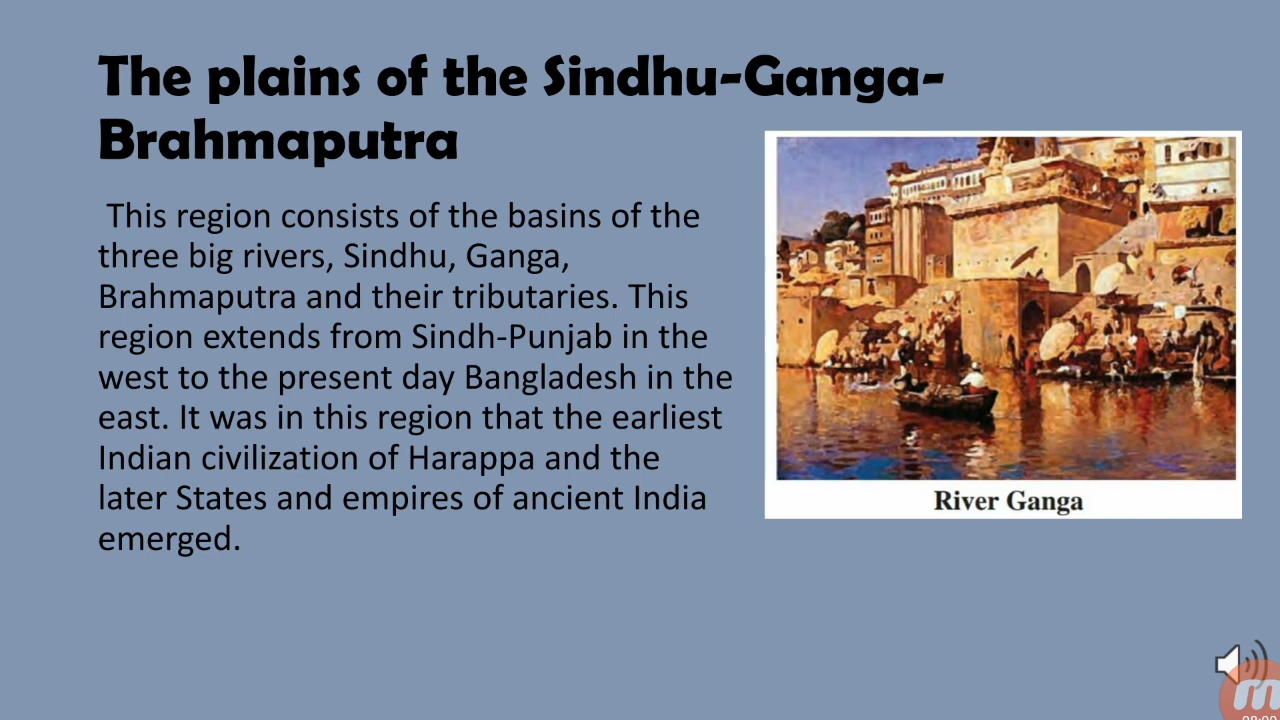 The plains of the Sindhu-Ganga-
Brahmaputra
This region consists of the basins of the
three big rivers, Sindhu, Ganga,
Brahmaputra and their tributaries. This
region extends from Sindh-Punjab in the
west to the present day Bangladesh in the
east. It was in this region that the earliest
Indian civilization of Harappa and the
later States and empires of ancient India
emerged.
River Ganga